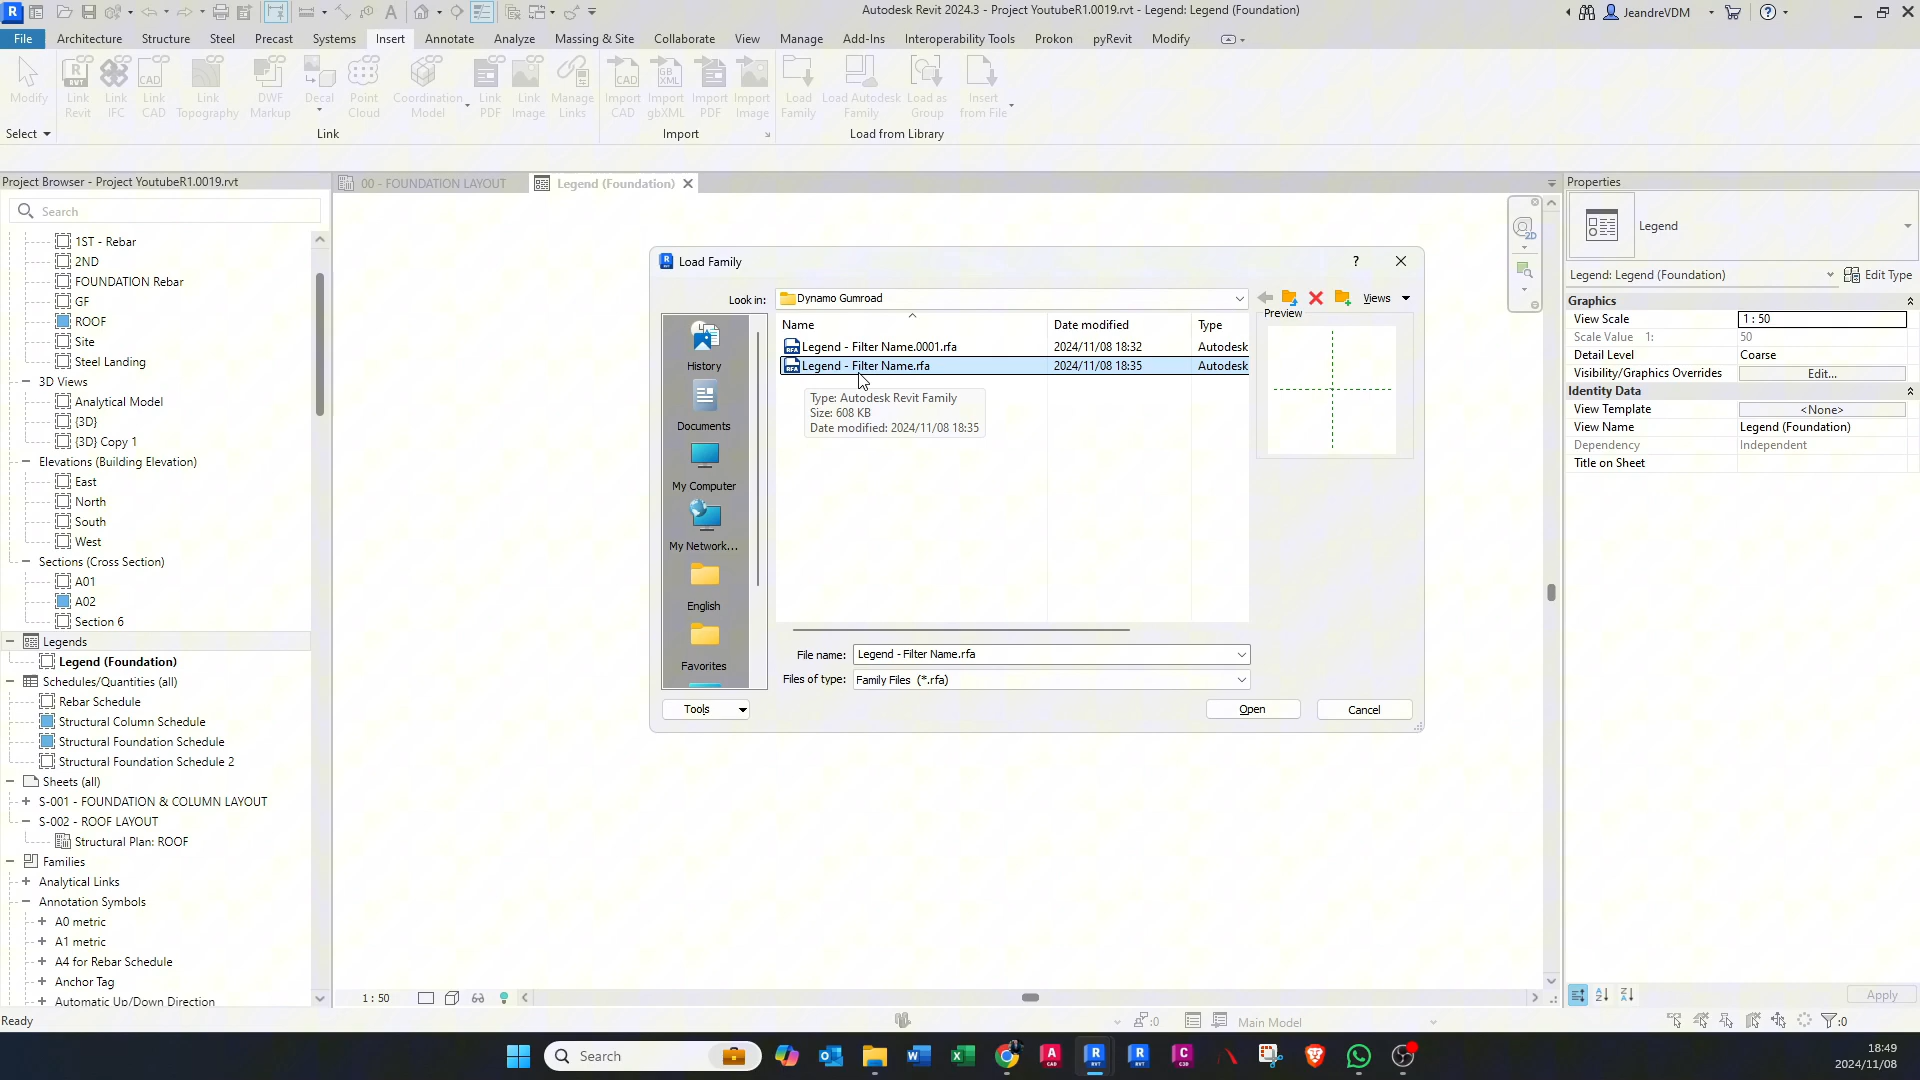 Autodesk Revit 2024.3 - Project YoutubeR1.0019.rvt - Legend: Legend (Foundation)
JeandreVDM
File Architecture Structure Steel Precast Systems Insert Annotate Analyze Massing & Site Collaborate View Manage Add-Ins Interoperability Tools Prokon pyRevit Modify
Modify
Link Revit
Link IFC
Link CAD
Link Topography
DWF Markup
Decal
Point Cloud
Coordination Model
Link PDF
Link Image
Manage Links
Import CAD
Import gbXML
Import PDF
Import Image
Load Family
Load Autodesk Family
Load as Group
Insert from File
Select
Link
Import
Load from Library
Project Browser - Project YoutubeR1.0019.rvt
Search
1ST - Rebar
2ND
FOUNDATION Rebar
GF
ROOF
Site
Steel Landing
3D Views
Analytical Model
{3D}
{3D} Copy 1
Elevations (Building Elevation)
East
North
South
West
Sections (Cross Section)
A01
A02
Section 6
Legends
Legend (Foundation)
Schedules/Quantities (all)
Rebar Schedule
Structural Column Schedule
Structural Foundation Schedule
Structural Foundation Schedule 2
Sheets (all)
S-001 - FOUNDATION & COLUMN LAYOUT
S-002 - ROOF LAYOUT
Structural Plan: ROOF
Families
Analytical Links
Annotation Symbols
A0 metric
A1 metric
A4 for Rebar Schedule
Anchor Tag
Automatic Up/Down Direction
00 - FOUNDATION LAYOUT
Legend (Foundation)
Load Family
?
Look in: Dynamo Gumroad
Views
Name Date modified Type
Legend - Filter Name.0001.rfa 2024/11/08 18:32 Autodesk
Legend - Filter Name.rfa 2024/11/08 18:35 Autodesk
Type: Autodesk Revit Family
Size: 608 KB
Date modified: 2024/11/08 18:35
Preview
History
Documents
My Computer
My Network...
English
Favorites
File name: Legend - Filter Name.rfa
Files of type: Family Files (*.rfa)
Tools
Open
Cancel
2D
Properties
Legend
Legend: Legend (Foundation)
Edit Type
Graphics
View Scale 1 : 50
Scale Value 1: 50
Detail Level Coarse
Visibility/Graphics Overrides Edit...
Identity Data
View Template <None>
View Name Legend (Foundation)
Dependency Independent
Title on Sheet
Apply
1 : 50
Ready
:0
Main Model
:0
Search
18:49
2024/11/08